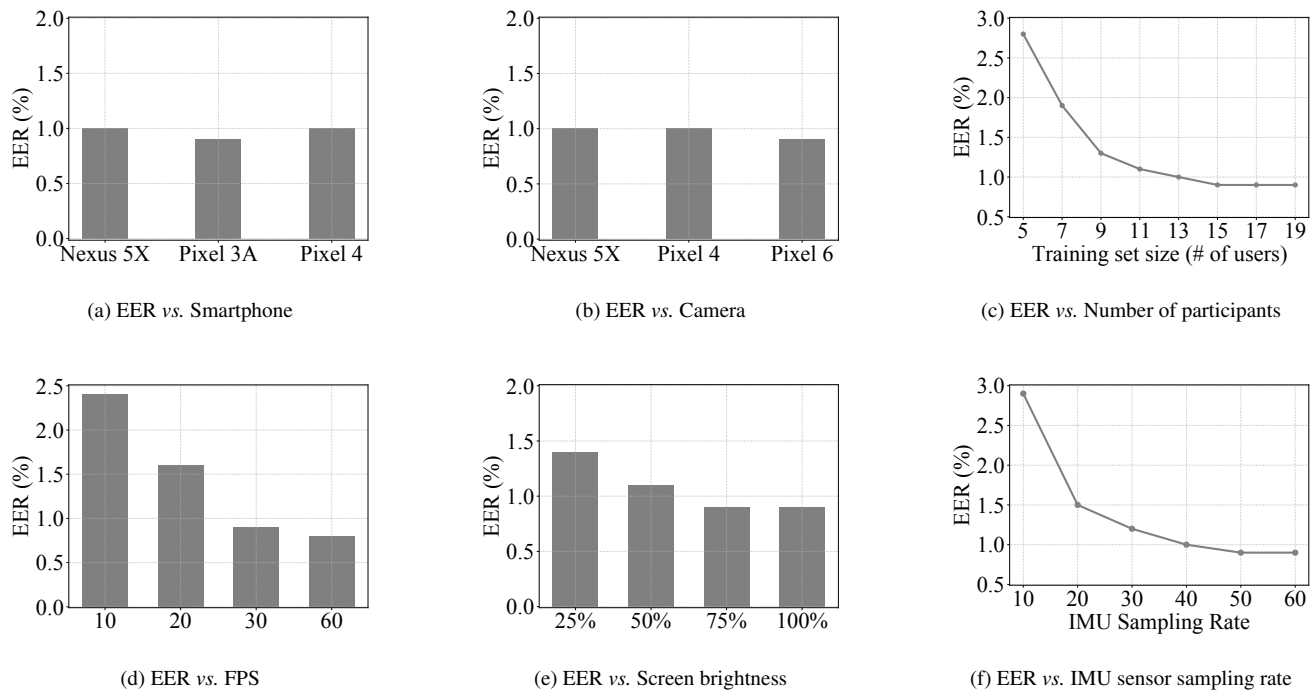 2.0
1.5
1.0
0.5
0.0
EER (%)
Nexus 5X Pixel 3A Pixel 4
(a) EER vs. Smartphone
2.0
1.5
1.0
0.5
0.0
EER (%)
Nexus 5X Pixel 4 Pixel 6
(b) EER vs. Camera
3.0
2.5
2.0
1.5
1.0
0.5
EER (%)
5 7 9 11 13 15 17 19
Training set size (# of users)
(c) EER vs. Number of participants
2.5
2.0
1.5
1.0
0.5
0.0
EER (%)
10 20 30 60
(d) EER vs. FPS
2.0
1.5
1.0
0.5
0.0
EER (%)
25% 50% 75% 100%
(e) EER vs. Screen brightness
3.0
2.5
2.0
1.5
1.0
0.5
EER (%)
10 20 30 40 50 60
IMU Sampling Rate
(f) EER vs. IMU sensor sampling rate